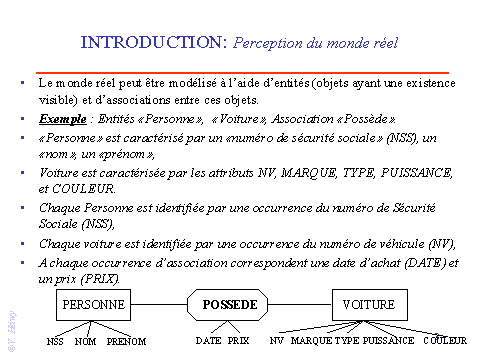 INTRODUCTION: Perception du monde réel
• Le monde réel peut être modélisé à l'aide d'entités (objets ayant une existence
visible) et d'associations entre ces objets.
• Exemple : Entités «Personne», «Voiture», Association «Possède».
• «Personne» est caractérisé par un «numéro de sécurité sociale» (NSS), un
«nom», un «prénom»,
• Voiture est caractérisée par les attributs NV, MARQUE, TYPE, PUISSANCE,
et COULEUR.
• Chaque Personne est identifiée par une occurrence du numéro de Sécurité
Sociale (NSS),
• Chaque voiture est identifiée par une occurrence du numéro de véhicule (NV),
• A chaque occurrence d'association correspondent une date d'achat (DATE) et
un prix (PRIX).
PERSONNE POSSEDE VOITURE
NSS NOM PRENOM DATE PRIX NV MARQUE TYPE PUISSANCE COULEUR